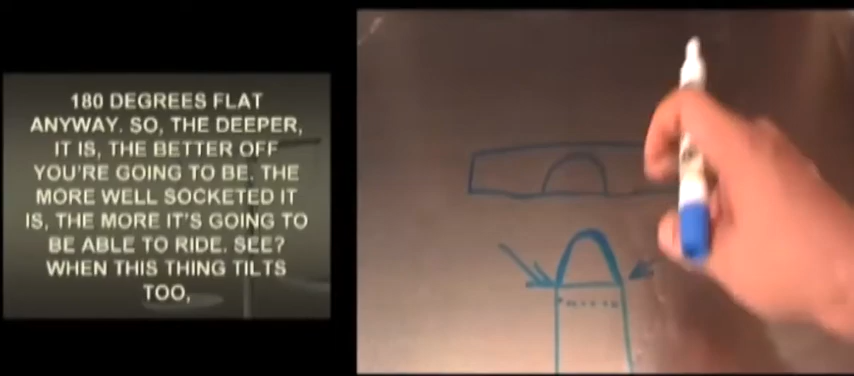 180 DEGREES FLAT
ANYWAY. SO, THE DEEPER,
IT IS, THE BETTER OFF
YOU'RE GOING TO BE. THE
MORE WELL SOCKETED IT
IS, THE MORE IT'S GOING TO
BE ABLE TO RIDE. SEE?
WHEN THIS THING TILTS
TOO,